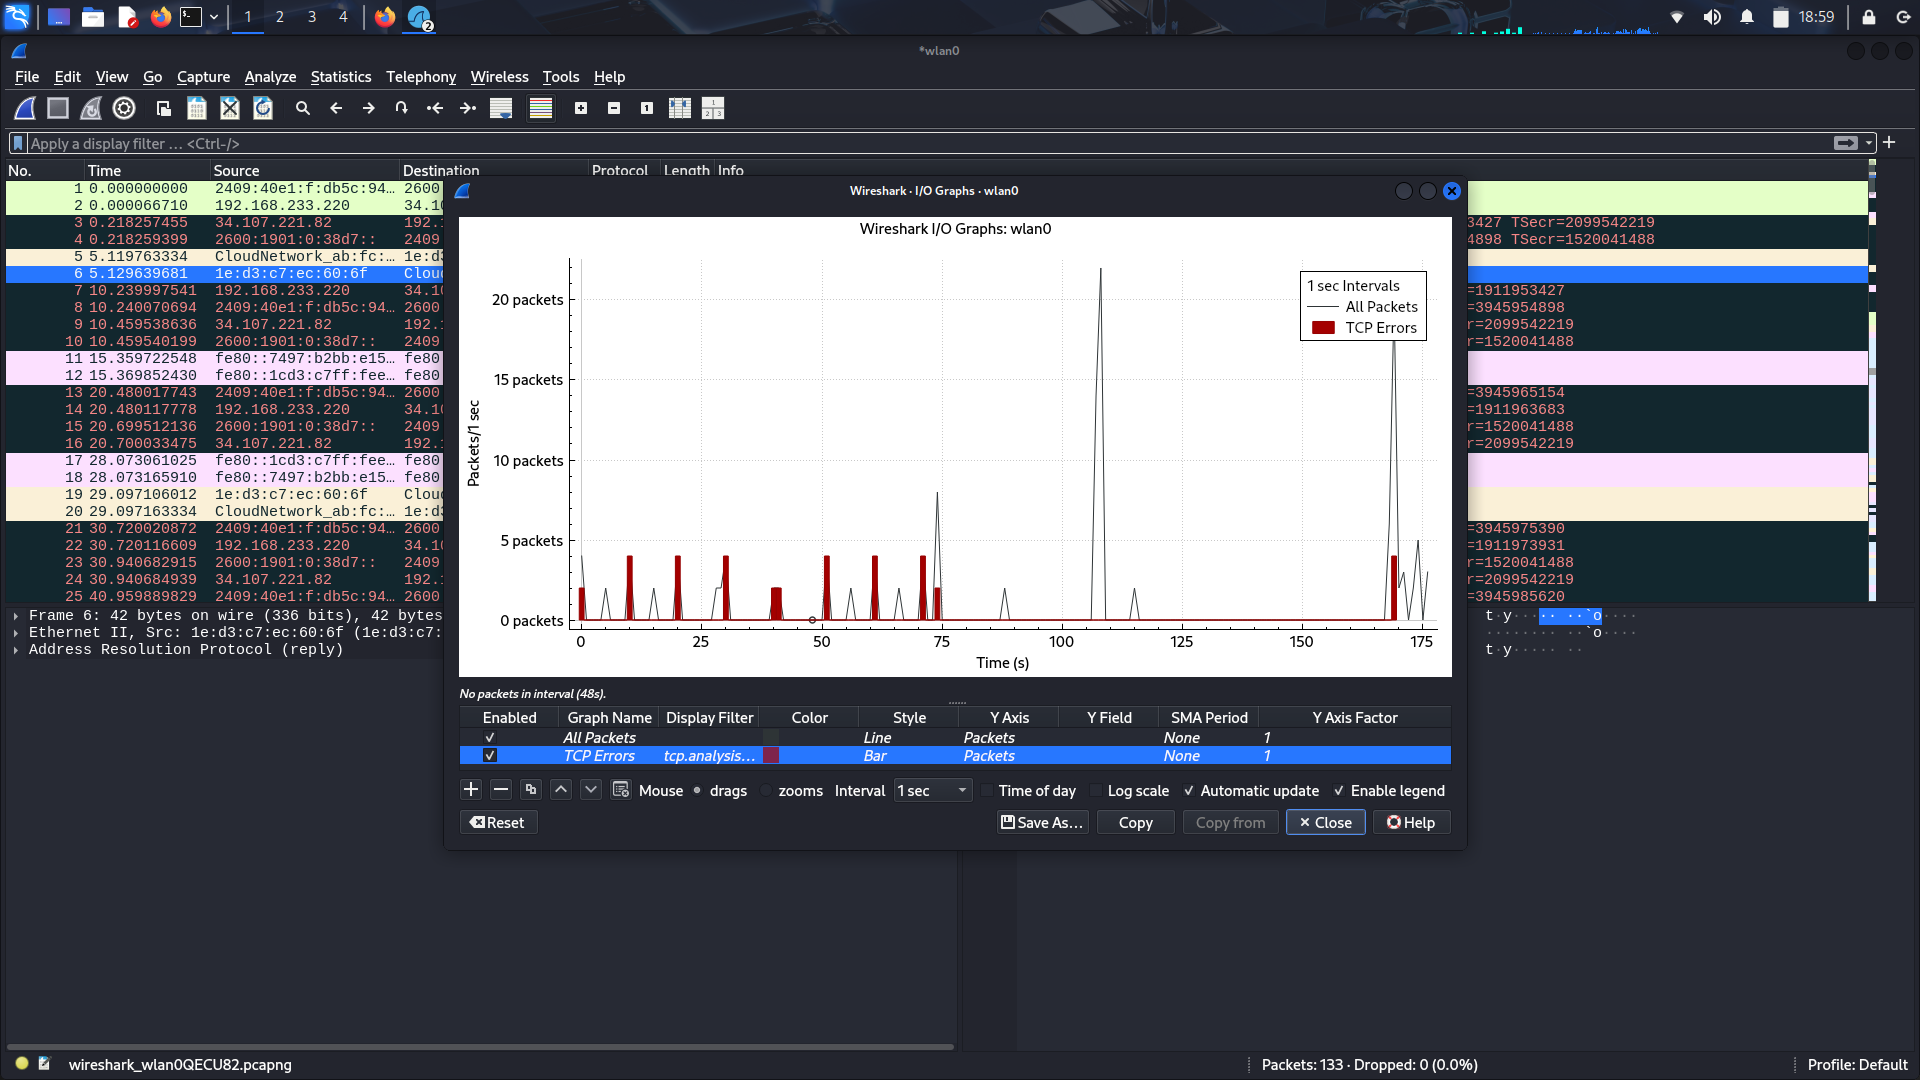 1 2 3 4 2 18:59
*wlan0
File Edit View Go Capture Analyze Statistics Telephony Wireless Tools Help
Apply a display filter … <Ctrl-/>
No. Time Source Destination Protocol Length Info
1 0.000000000 2409:40e1:f:db5c:94… 2600
2 0.000066710 192.168.233.220 34.10
3 0.218257455 34.107.221.82 192.1 3427 TSecr=2099542219
4 0.218259399 2600:1901:0:38d7:: 2409 4898 TSecr=1520041488
5 5.119763334 CloudNetwork_ab:fc:… 1e:d3
6 5.129639681 1e:d3:c7:ec:60:6f Cloud
7 10.239997541 192.168.233.220 34.10 =1911953427
8 10.240070694 2409:40e1:f:db5c:94… 2600 =3945954898
9 10.459538636 34.107.221.82 192.1 r=2099542219
10 10.459540199 2600:1901:0:38d7:: 2409 r=1520041488
11 15.359722548 fe80::7497:b2bb:e15… fe80
12 15.369852430 fe80::1cd3:c7ff:fee… fe80
13 20.480017743 2409:40e1:f:db5c:94… 2600 =3945965154
14 20.480117778 192.168.233.220 34.10 =1911963683
15 20.699512136 2600:1901:0:38d7:: 2409 r=1520041488
16 20.700033475 34.107.221.82 192.1 r=2099542219
17 28.073061025 fe80::1cd3:c7ff:fee… fe80
18 28.073165910 fe80::7497:b2bb:e15… fe80
19 29.097106012 1e:d3:c7:ec:60:6f Cloud
20 29.097163334 CloudNetwork_ab:fc:… 1e:d3
21 30.720020872 2409:40e1:f:db5c:94… 2600 =3945975390
22 30.720116609 192.168.233.220 34.10 =1911973931
23 30.940682915 2600:1901:0:38d7:: 2409 r=1520041488
24 30.940684939 34.107.221.82 192.1 r=2099542219
25 40.959889829 2409:40e1:f:db5c:94… 2600 =3945985620
Frame 6: 42 bytes on wire (336 bits), 42 bytes
Ethernet II, Src: 1e:d3:c7:ec:60:6f (1e:d3:c7:
Address Resolution Protocol (reply)
t·y····· ··`o····
········ ··`o····
t·y····· ··
Wireshark · I/O Graphs · wlan0
Wireshark I/O Graphs: wlan0
1 sec Intervals
All Packets
TCP Errors
20 packets
15 packets
10 packets
5 packets
0 packets
Packets/1 sec
0 25 50 75 100 125 150 175
Time (s)
No packets in interval (48s).
Enabled Graph Name Display Filter Color Style Y Axis Y Field SMA Period Y Axis Factor
All Packets Line Packets None 1
TCP Errors tcp.analysis… Bar Packets None 1
Mouse drags zooms Interval 1 sec Time of day Log scale Automatic update Enable legend
Reset Save As… Copy Copy from Close Help
wireshark_wlan0QECU82.pcapng Packets: 133 · Dropped: 0 (0.0%) Profile: Default